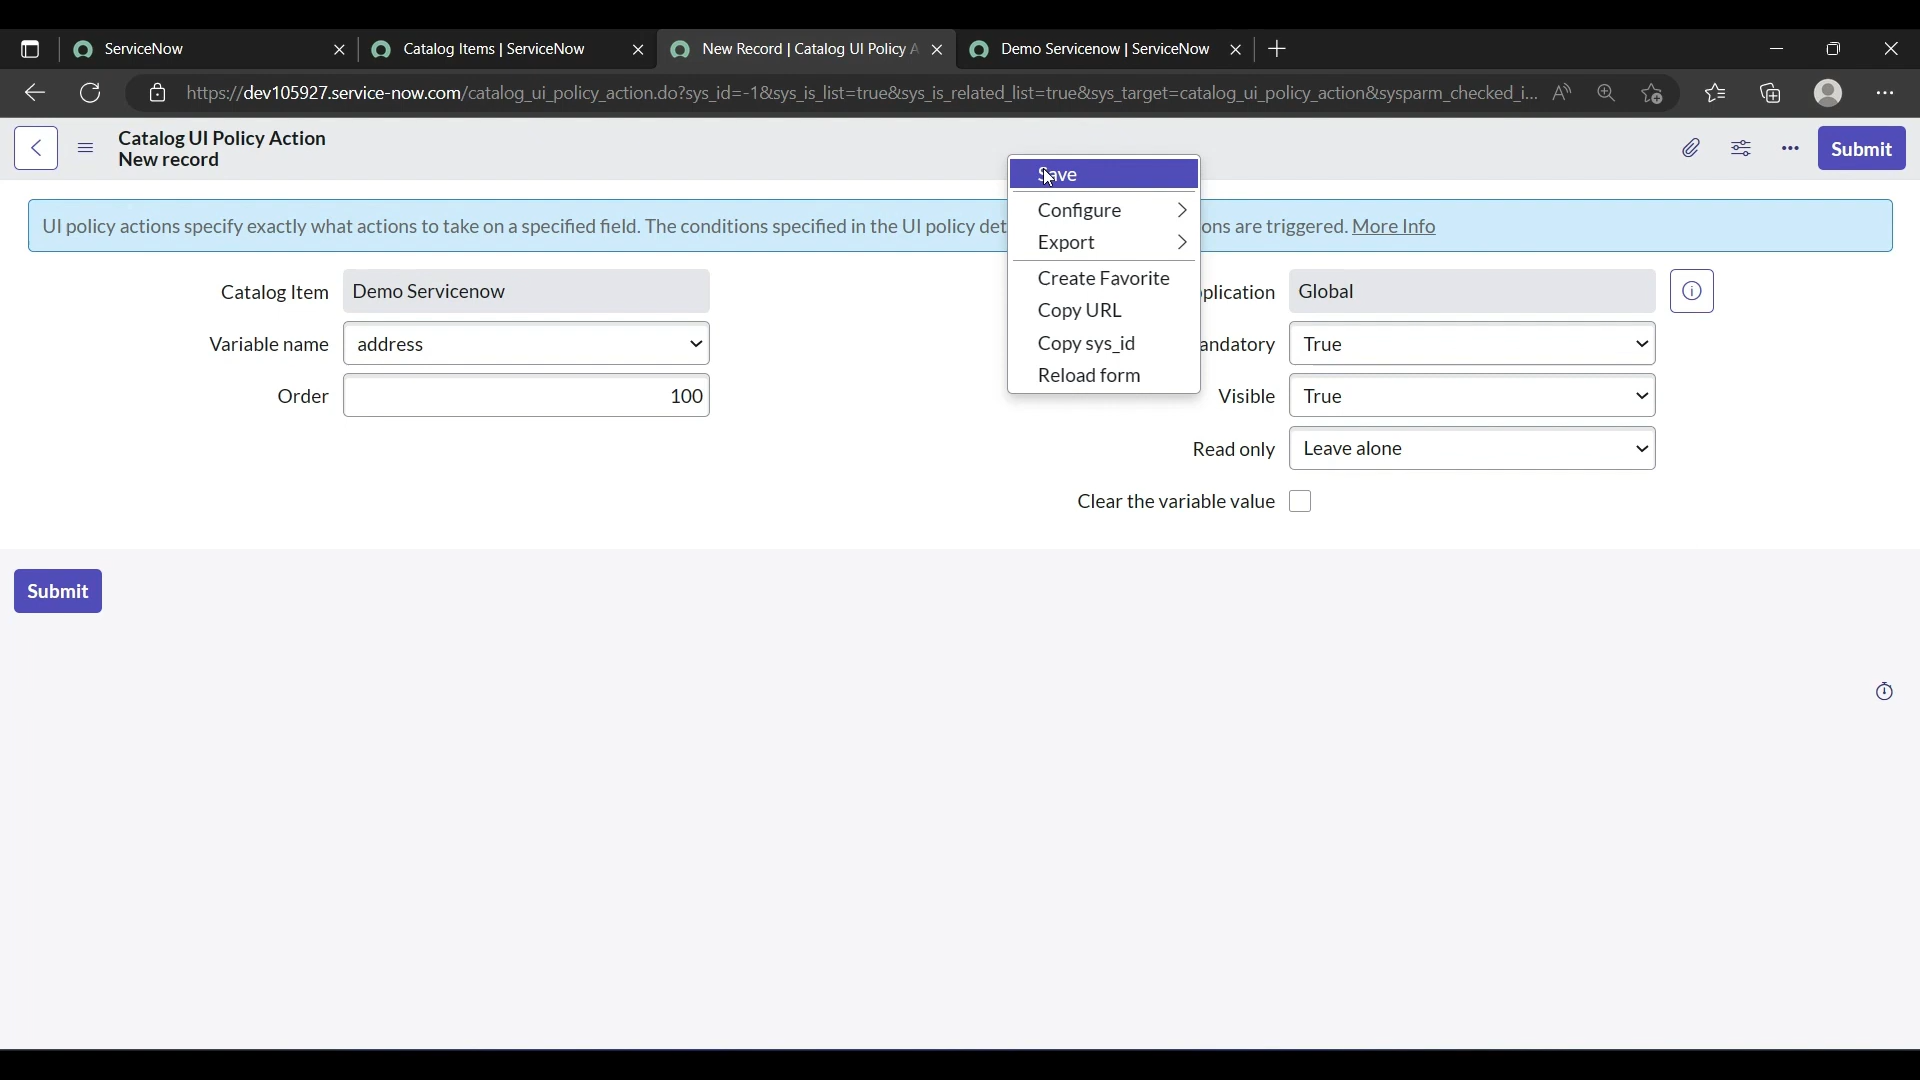 ServiceNow
Catalog Items | ServiceNow
New Record | Catalog UI Policy A
Demo Servicenow | ServiceNow
https://dev105927.service-now.com/catalog_ui_policy_action.do?sys_id=-1&sys_is_list=true&sys_is_related_list=true&sys_target=catalog_ui_policy_action&sysparm_checked_i...
Catalog UI Policy Action
New record
Submit
Save
Configure
Export
Create Favorite
Copy URL
Copy sys_id
Reload form
UI policy actions specify exactly what actions to take on a specified field. The conditions specified in the UI policy det ons are triggered. More Info
Catalog Item Demo Servicenow
plication Global
Variable name address
andatory True
Order 100
Visible True
Read only Leave alone
Clear the variable value
Submit